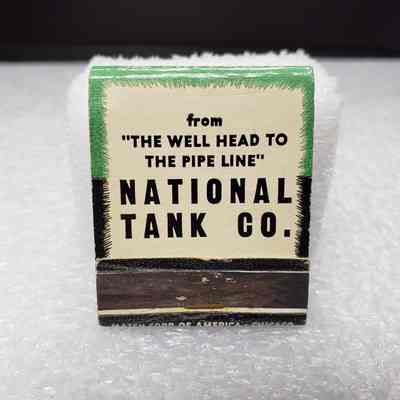 from
"THE WELL HEAD TO
THE PIPE LINE"
NATIONAL
TANK CO.
MATCH CORP OF AMERICA - CHICAGO